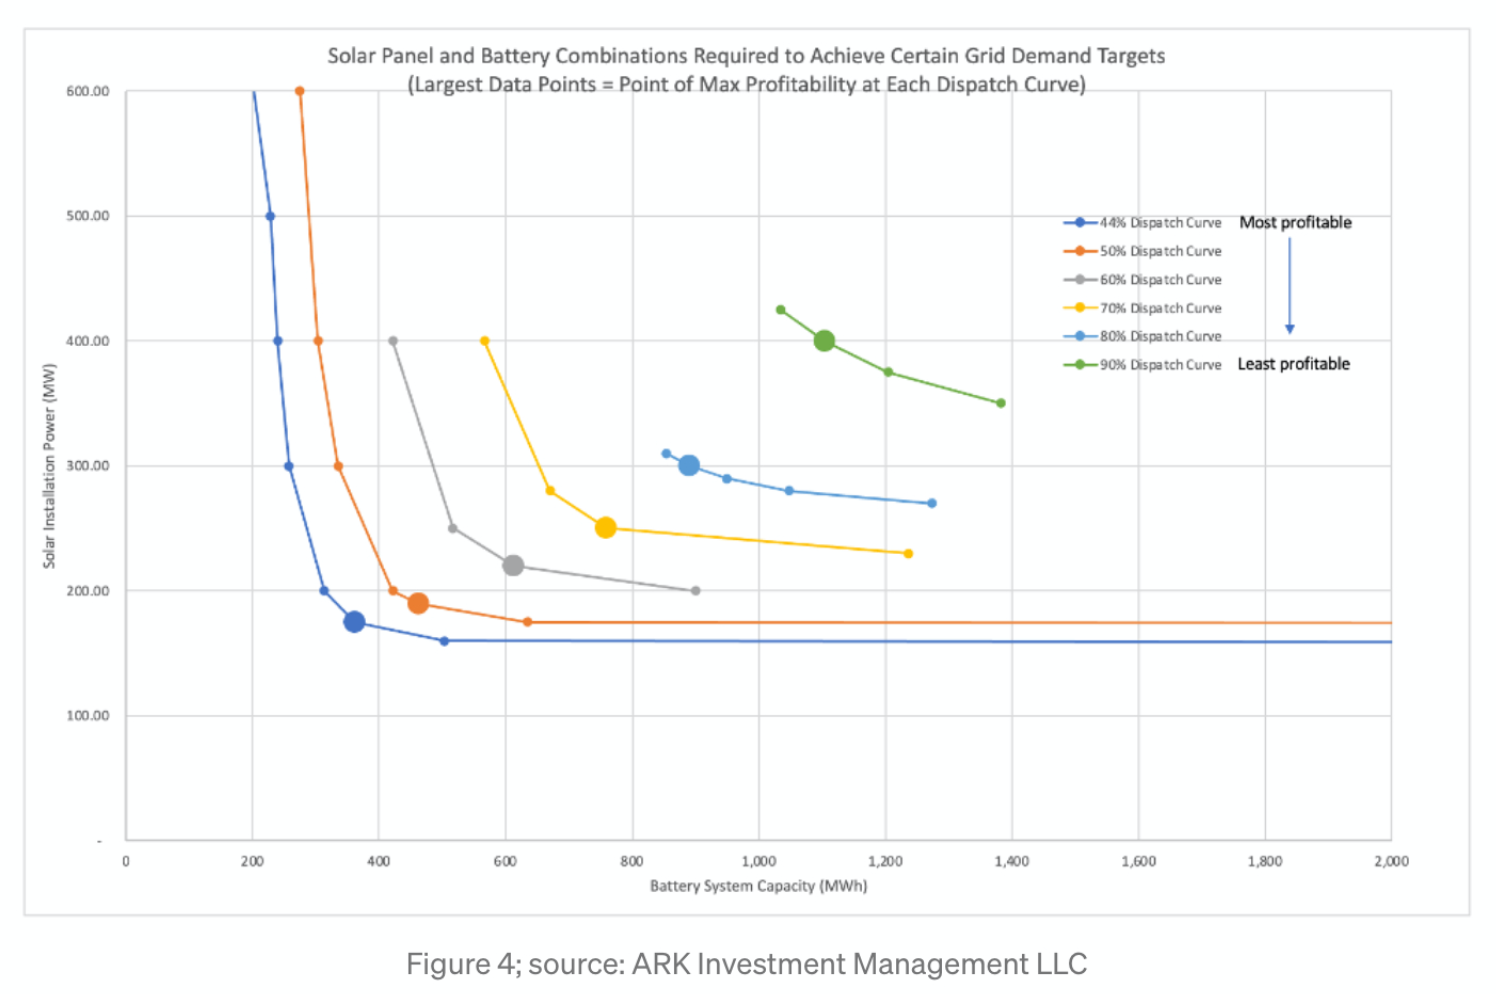 Solar Panel and Battery Combinations Required to Achieve Certain Grid Demand Targets
(Largest Data Points = Point of Max Profitability at Each Dispatch Curve)
600.00
500.00
400.00
300.00
200.00
100.00
-
Solar Installation Power (MW)
44% Dispatch Curve Most profitable
50% Dispatch Curve
60% Dispatch Curve
70% Dispatch Curve
80% Dispatch Curve
90% Dispatch Curve Least profitable
0 200 400 600 800 1,000 1,200 1,400 1,600 1,800 2,000
Battery System Capacity (MWh)
Figure 4; source: ARK Investment Management LLC